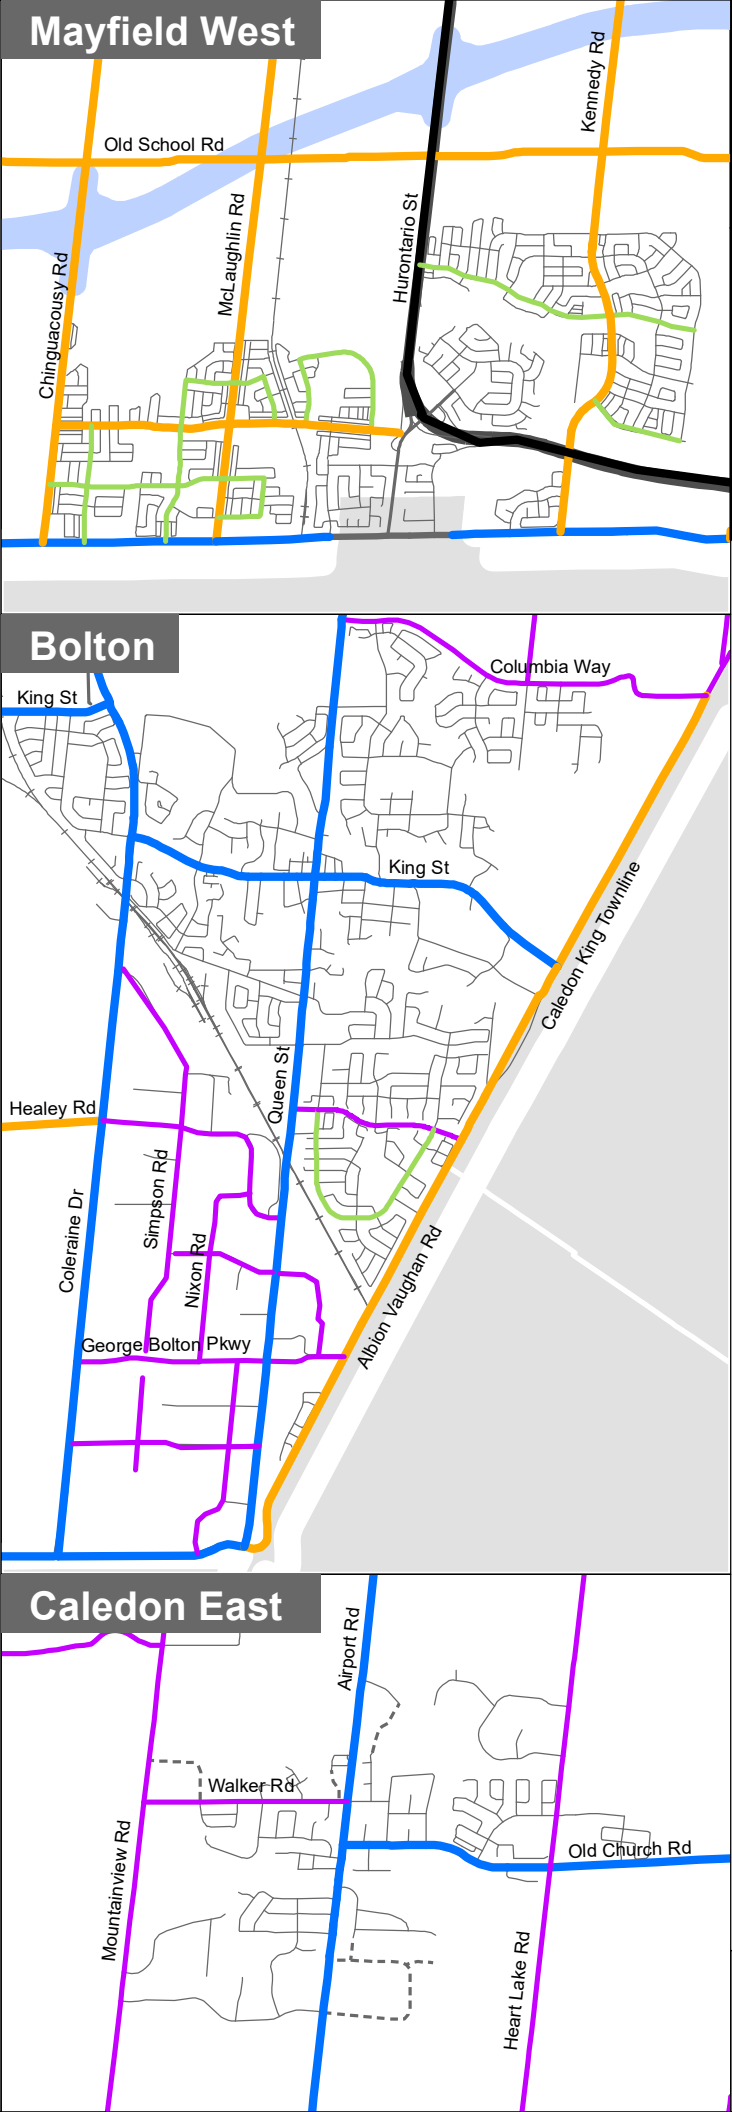 Mayfield West
Kennedy Rd
Old School Rd
McLaughlin Rd
Hurontario St
Chinguacousy Rd
Bolton
Columbia Way
King St
King St
Caledon King Townline
Queen St
Healey Rd
Simpson Rd
Coleraine Dr
Nixon Rd
Albion Vaughan Rd
George Bolton Pkwy
Caledon East
Airport Rd
Walker Rd
Mountainview Rd
Old Church Rd
Heart Lake Rd